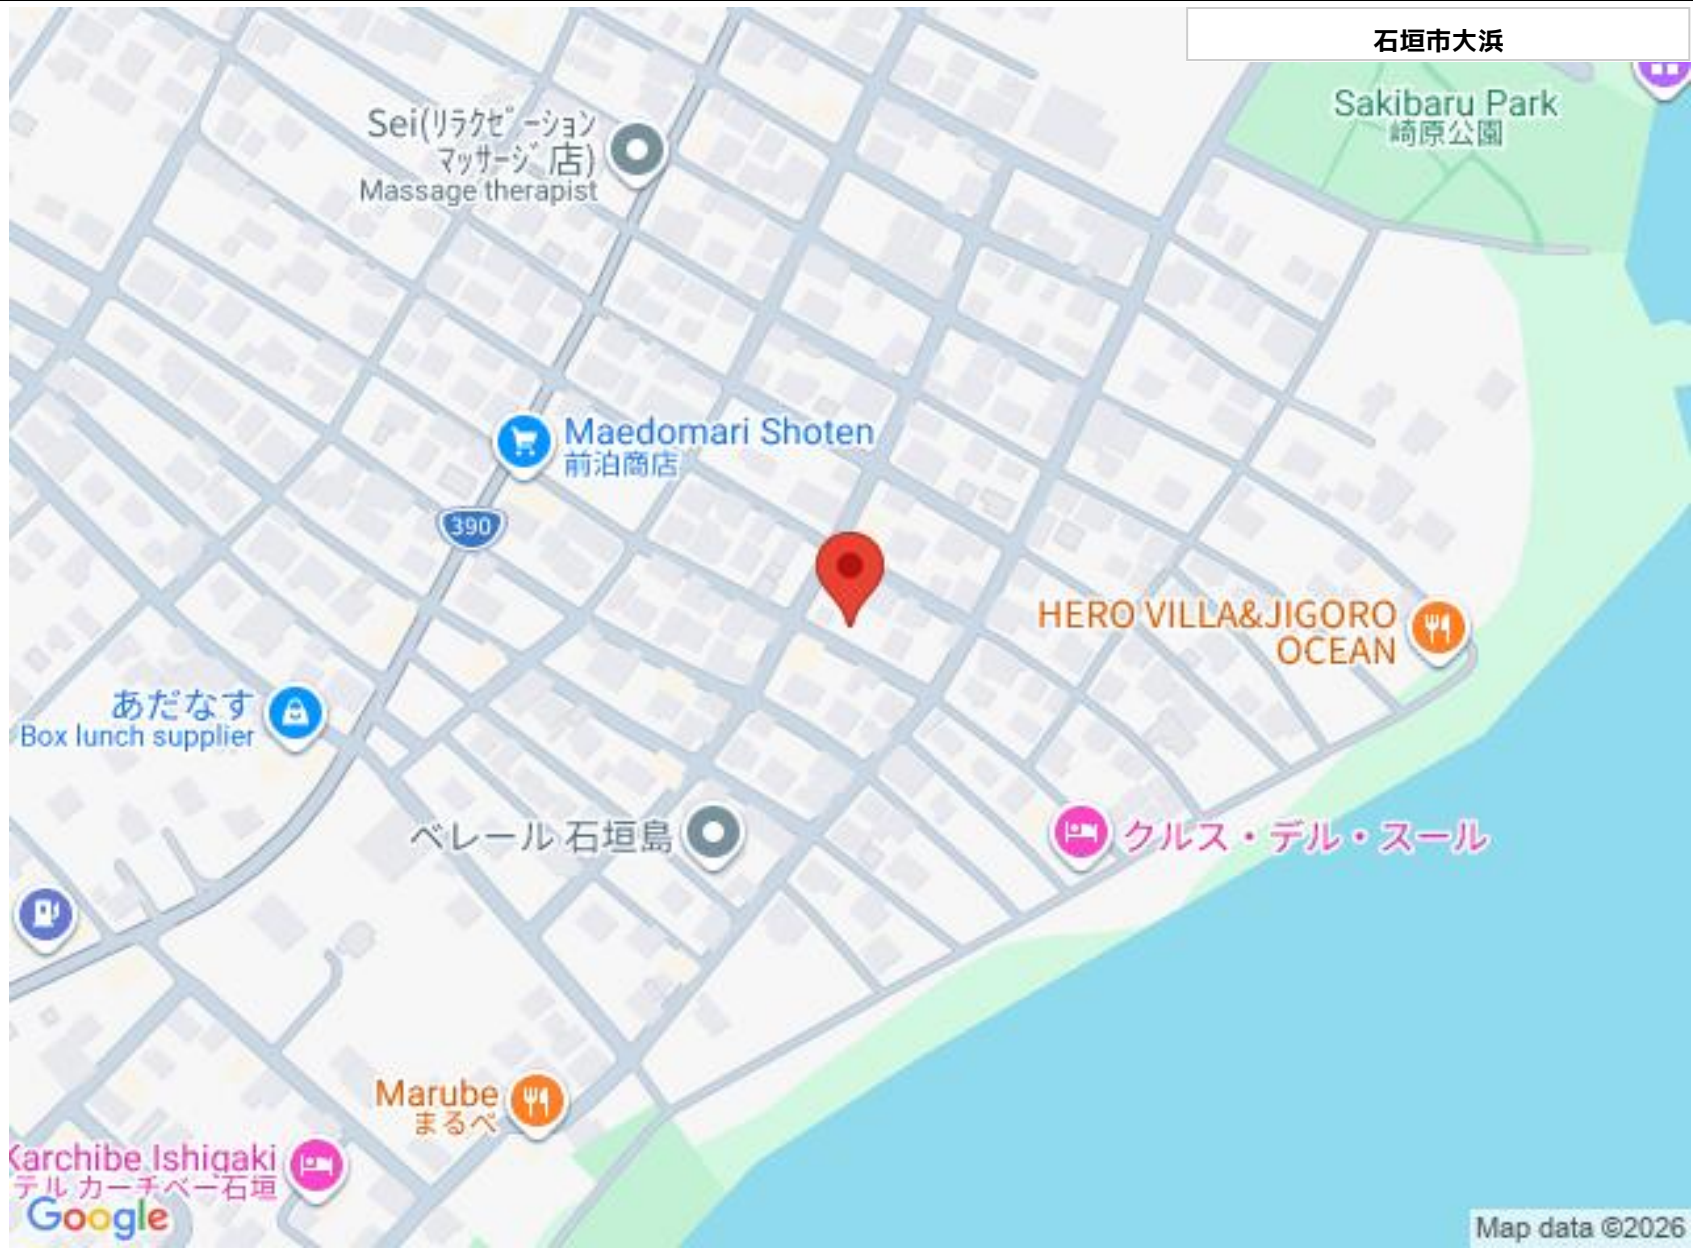 石垣市大浜
Sakibaru Park
崎原公園
Sei(ﾘﾗｸｾﾞｰｼｮﾝ
ﾏｯｻｰｼﾞ店)
Massage therapist
Maedomari Shoten
前泊商店
390
HERO VILLA&JIGORO
OCEAN
あだなす
Box lunch supplier
ベレール 石垣島
クルス・デル・スール
Marube
まるべ
Karchibe Ishigaki
テル カーチベー石垣
Google
Map data ©2026